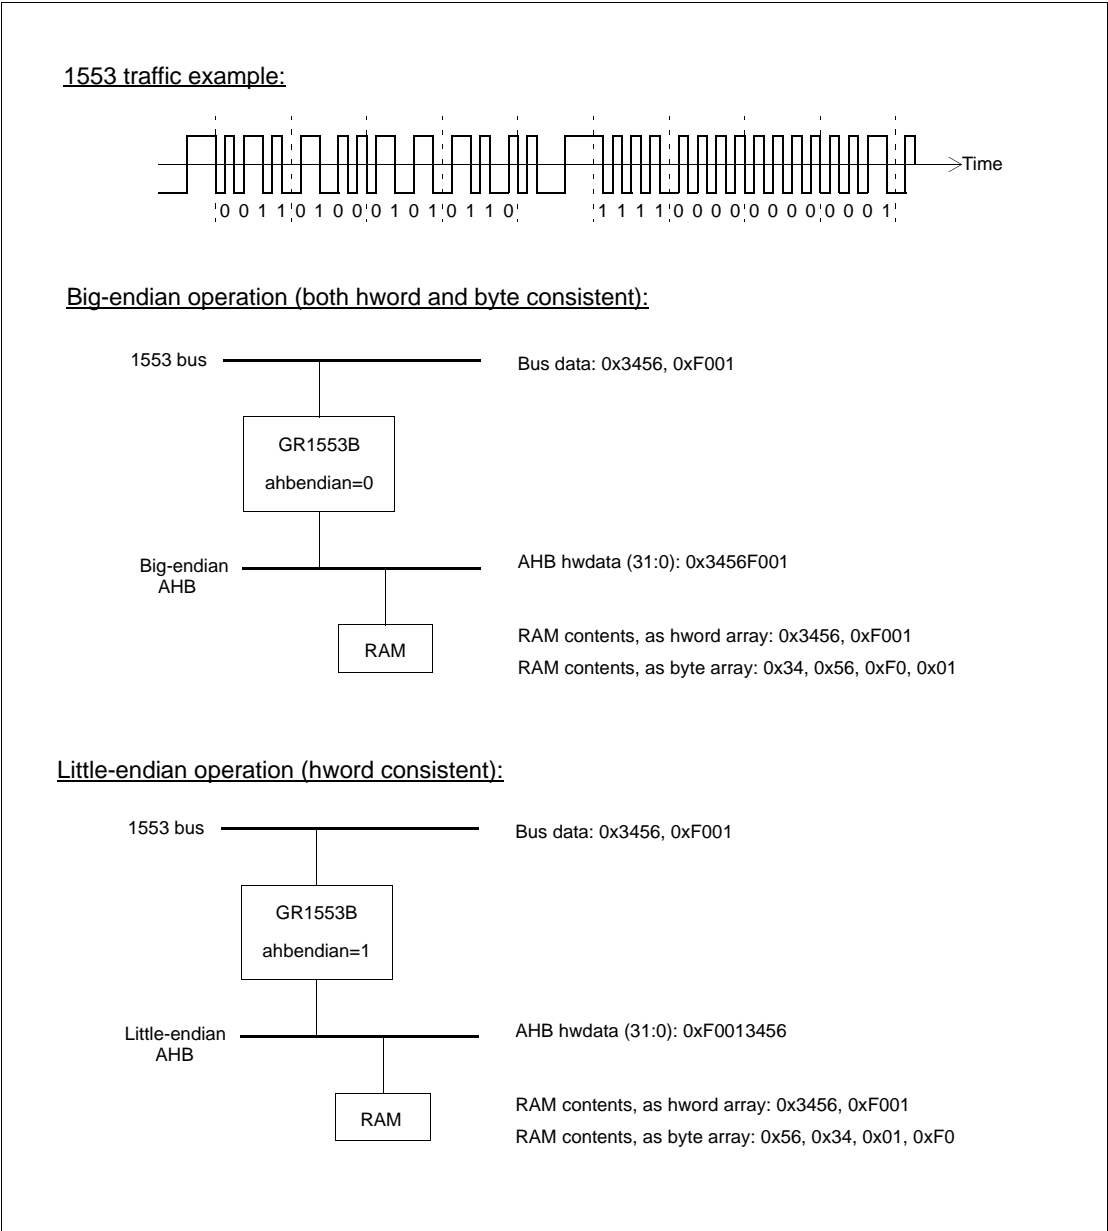 1553 traffic example:
Time
0 0 1 1 0 1 0 0 0 1 0 1 0 1 1 0 1 1 1 1 0 0 0 0 0 0 0 0 0 0 0 1
Big-endian operation (both hword and byte consistent):
1553 bus
Bus data: 0x3456, 0xF001
GR1553B
ahbendian=0
Big-endian
AHB
AHB hwdata (31:0): 0x3456F001
RAM
RAM contents, as hword array: 0x3456, 0xF001
RAM contents, as byte array: 0x34, 0x56, 0xF0, 0x01
Little-endian operation (hword consistent):
1553 bus
Bus data: 0x3456, 0xF001
GR1553B
ahbendian=1
Little-endian
AHB
AHB hwdata (31:0): 0xF0013456
RAM
RAM contents, as hword array: 0x3456, 0xF001
RAM contents, as byte array: 0x56, 0x34, 0x01, 0xF0